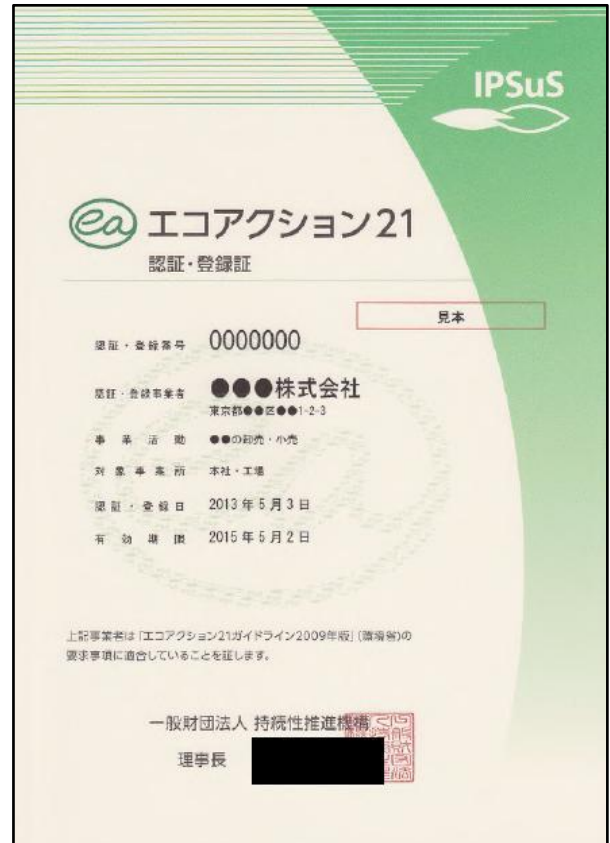 IPSuS
ea エコアクション21
認証・登録証
見本
認証・登録番号 0000000
認証・登録事業者 ●●●株式会社
東京都●●区●●1-2-3
事業活動 ●●の卸売・小売
対象事業所 本社・工場
認証・登録日 2013年5月3日
有効期限 2015年5月2日
上記事業者は「エコアクション21ガイドライン2009年版」(環境省)の
要求事項に適合していることを証します。
一般財団法人 持続性推進機構
理事長